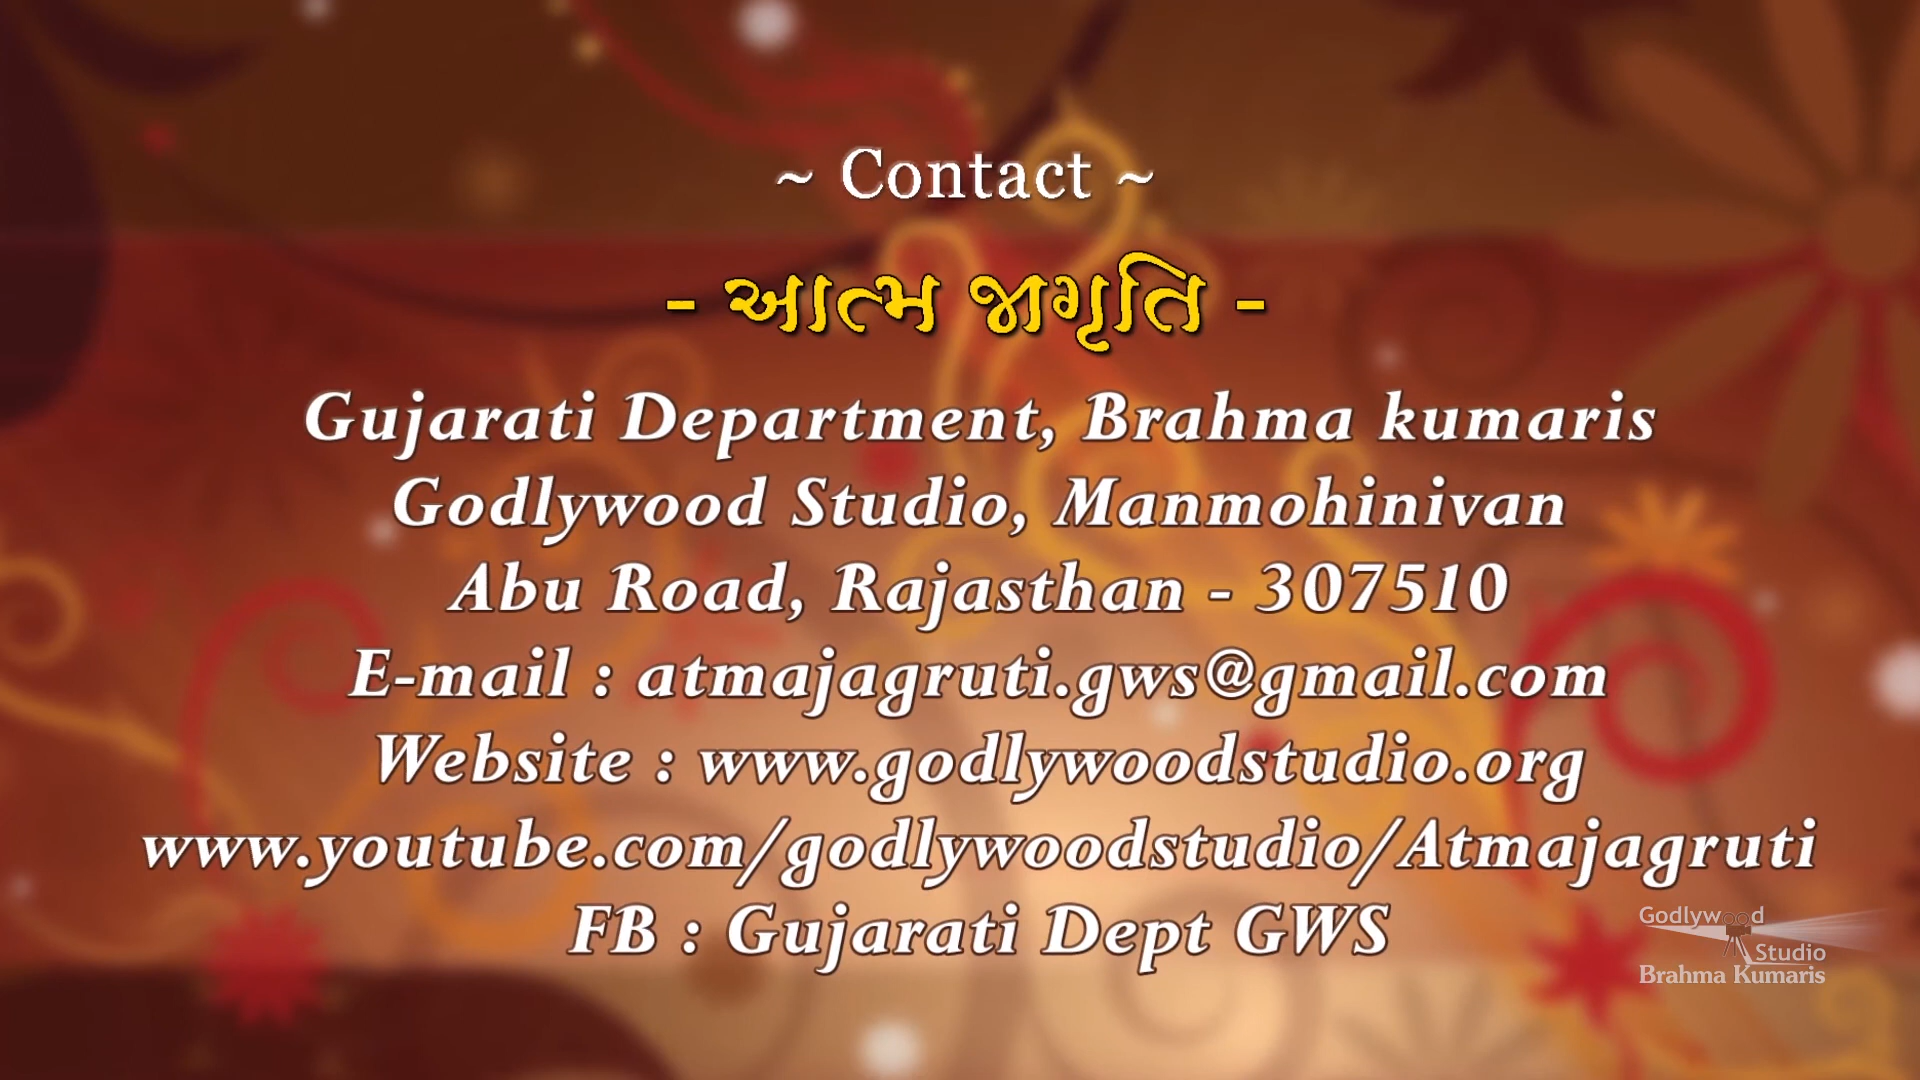 ~ Contact ~
- આત્મ જાગૃતિ -
Gujarati Department, Brahma kumaris
Godlywood Studio, Manmohinivan
Abu Road, Rajasthan - 307510
E-mail : atmajagruti.gws@gmail.com
Website : www.godlywoodstudio.org
www.youtube.com/godlywoodstudio/Atmajagruti
FB : Gujarati Dept GWS
Godlywood
Studio
Brahma Kumaris